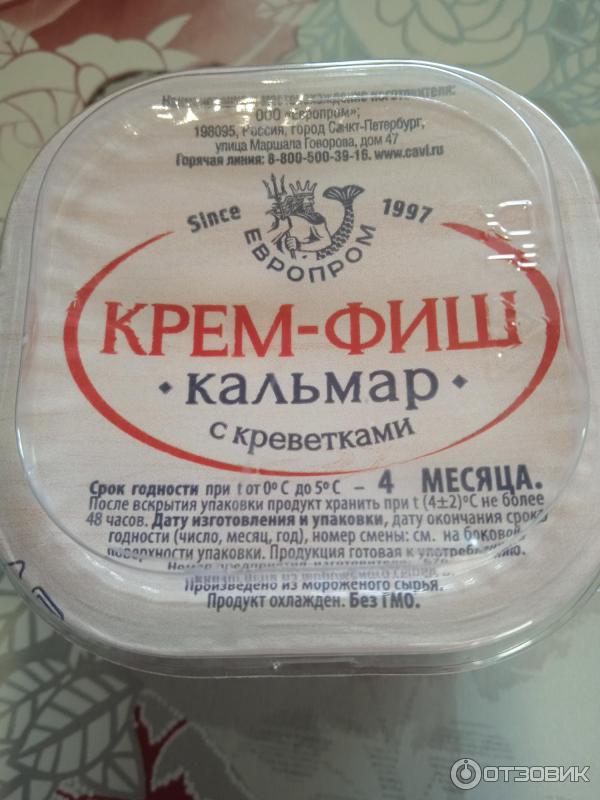 местонахождение изготовителя:
ООО «Европром»;
198095, Россия, город Санкт-Петербург,
улица Маршала Говорова, дом 47
Горячая линия: 8-800-500-39-16. www.cavi.ru
Since 1997
ЕВРОПРОМ
КРЕМ-ФИШ
• кальмар •
с креветками
Срок годности при t от 0° С до 5° С – 4 МЕСЯЦА.
После вскрытия упаковки продукт хранить при t (4±2)°С не более
48 часов. Дату изготовления и упаковки, дату окончания срока
годности (число, месяц, год), номер смены: см. на боковой
поверхности упаковки. Продукция готовая к употреблению.
Произведено из мороженого сырья.
Продукт охлажден. Без ГМО.
ОТЗОВИК